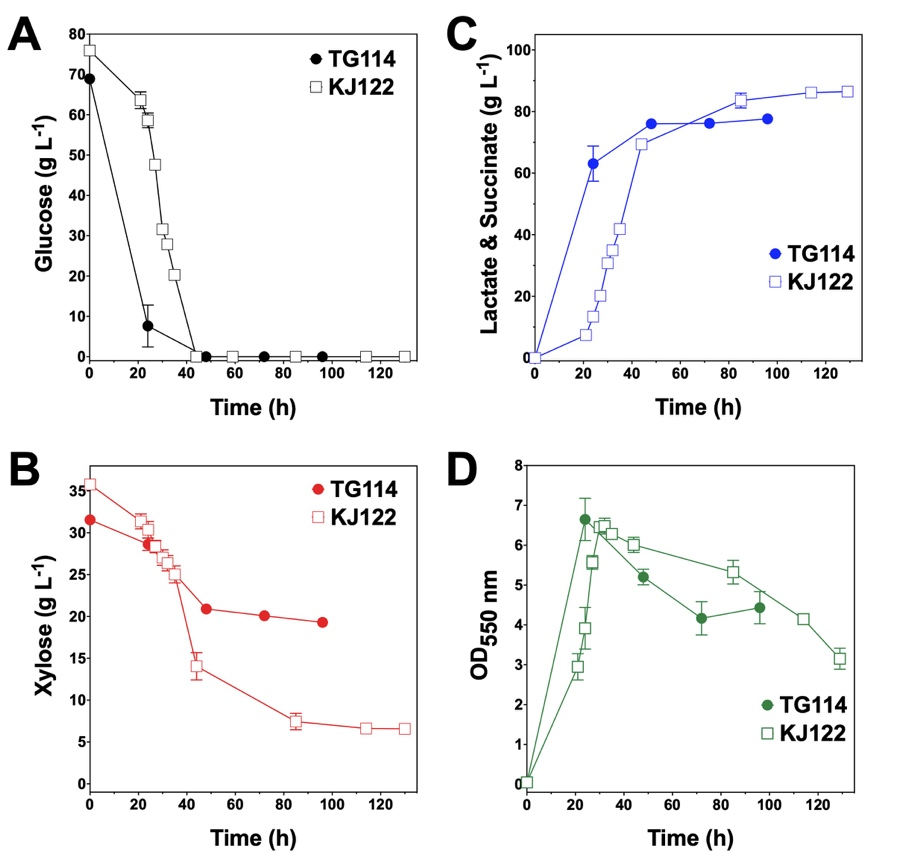 A
Glucose (g L-1)
80
70
60
50
40
30
20
10
0
TG114
KJ122
0 20 40 60 80 100 120
Time (h)
C
Lactate & Succinate (g L-1)
100
80
60
40
20
0
TG114
KJ122
0 20 40 60 80 100 120
Time (h)
B
Xylose (g L-1)
35
30
25
20
15
10
5
0
TG114
KJ122
0 20 40 60 80 100 120
Time (h)
D
OD550 nm
8
7
6
5
4
3
2
1
0
TG114
KJ122
0 20 40 60 80 100 120
Time (h)